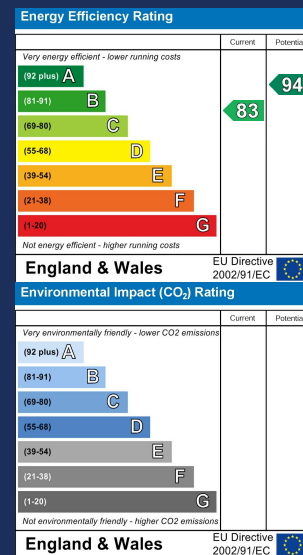 Energy Efficiency Rating
Current Potentia
Very energy efficient - lower running costs
(92 plus) A
94
(81-91) B
83
(69-80) C
(55-68) D
(39-54) E
(21-38) F
(1-20) G
Not energy efficient - higher running costs
England & Wales
EU Directive
2002/91/EC
Environmental Impact (CO₂) Rating
Current Potentia
Very environmentally friendly - lower CO2 emissions
(92 plus) A
(81-91) B
(69-80) C
(55-68) D
(39-54) E
(21-38) F
(1-20) G
Not environmentally friendly - higher CO2 emissions
England & Wales
EU Directive
2002/91/EC